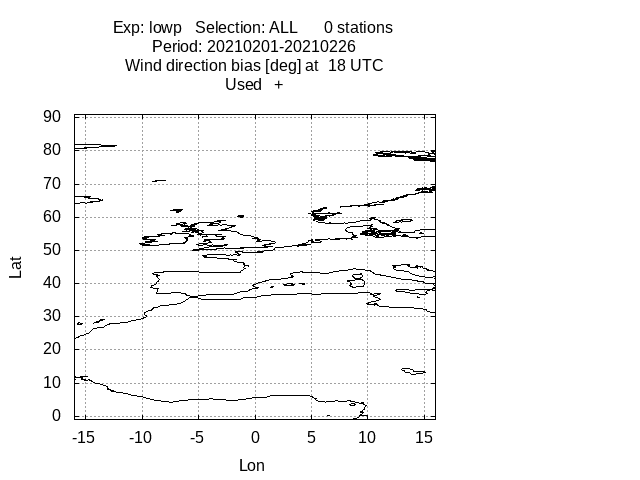 Exp: lowp   Selection: ALL      0 stations
Period: 20210201-20210226
Wind direction bias [deg] at  18 UTC
Used   +
90
80
70
60
50
40
30
20
10
0
Lat
-15 -10 -5 0 5 10 15
Lon